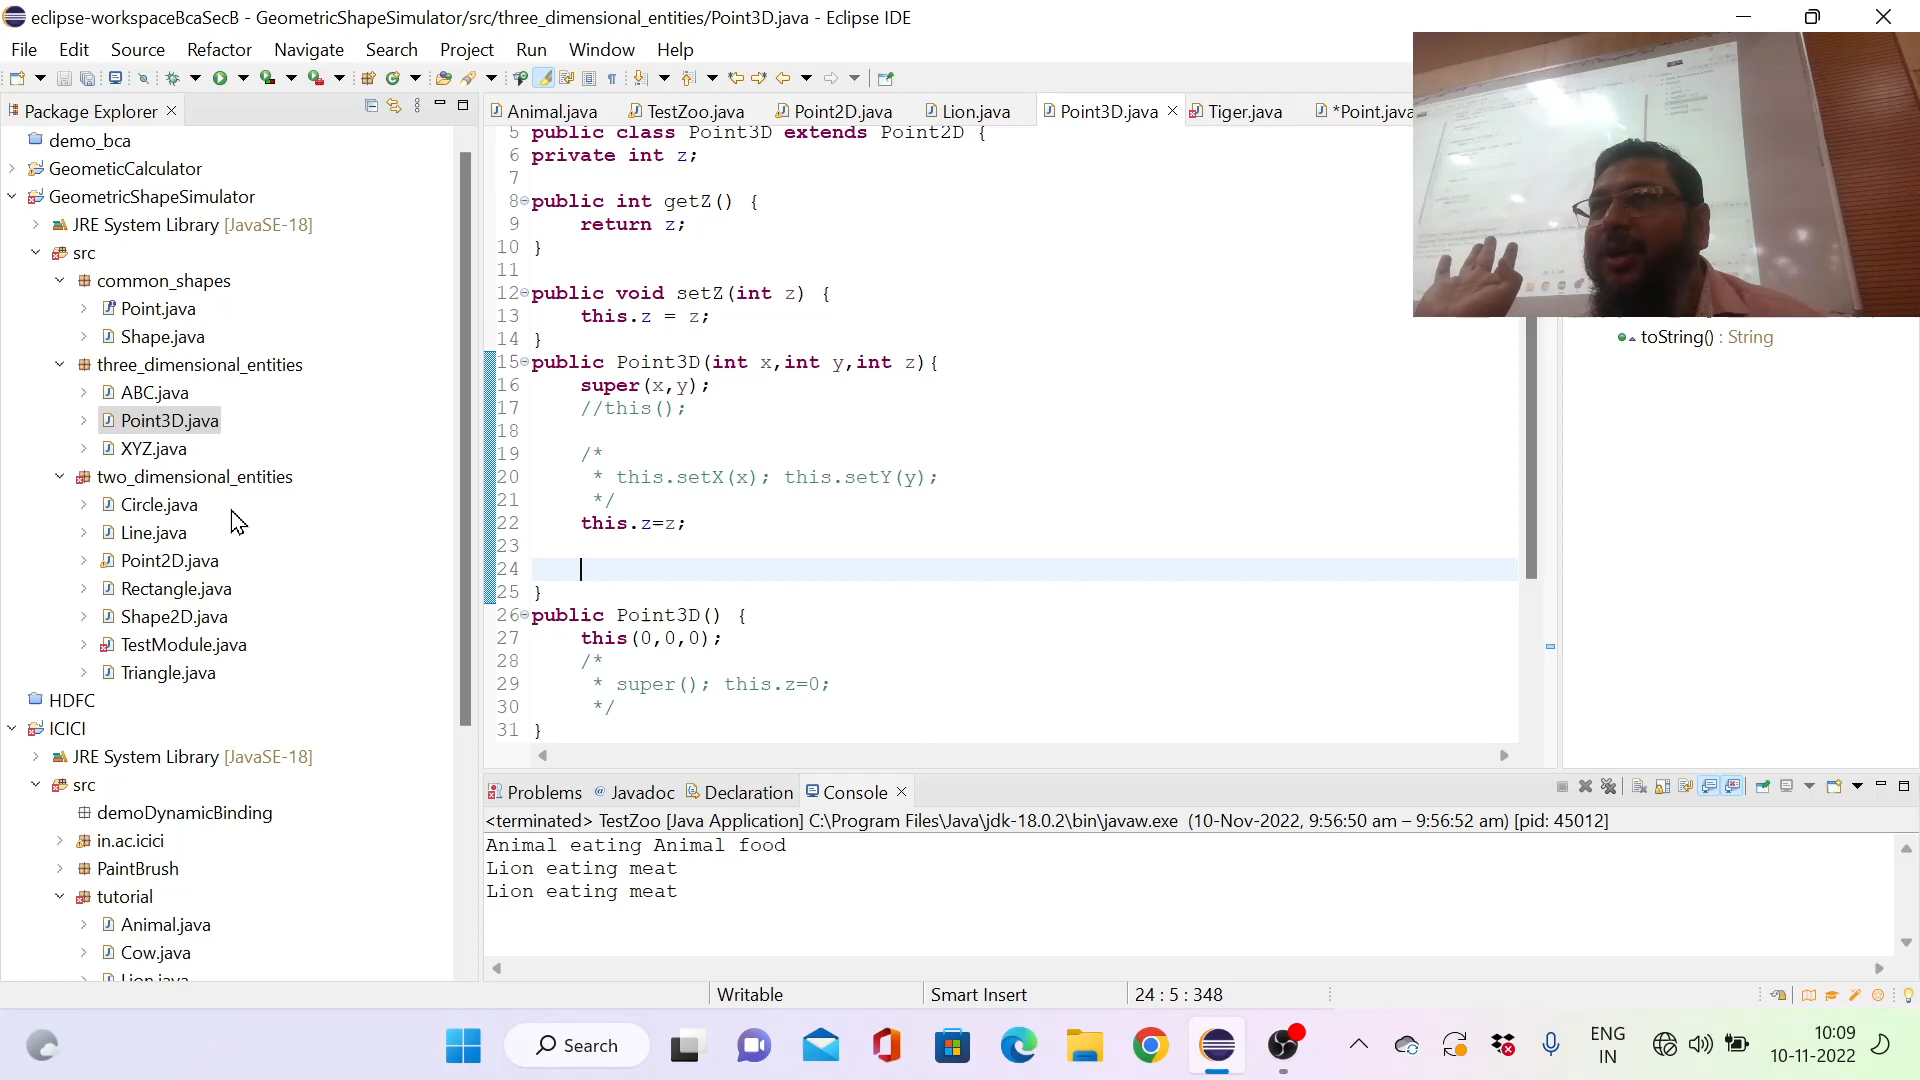 eclipse-workspaceBcaSecB - GeometricShapeSimulator/src/three_dimensional_entities/Point3D.java - Eclipse IDE
File Edit Source Refactor Navigate Search Project Run Window Help
Package Explorer
demo_bca
GeometicCalculator
GeometricShapeSimulator
JRE System Library [JavaSE-18]
src
common_shapes
Point.java
Shape.java
three_dimensional_entities
ABC.java
Point3D.java
XYZ.java
two_dimensional_entities
Circle.java
Line.java
Point2D.java
Rectangle.java
Shape2D.java
TestModule.java
Triangle.java
HDFC
ICICI
JRE System Library [JavaSE-18]
src
demoDynamicBinding
in.ac.icici
PaintBrush
tutorial
Animal.java
Cow.java
Lion.java
Animal.java TestZoo.java Point2D.java Lion.java Point3D.java Tiger.java *Point.java
5 public class Point3D extends Point2D {
6 private int z;
7
8 public int getZ() {
9 return z;
10 }
11
12 public void setZ(int z) {
13 this.z = z;
14 }
15 public Point3D(int x,int y,int z){
16 super(x,y);
17 //this();
18
19 /*
20 * this.setX(x); this.setY(y);
21 */
22 this.z=z;
23
24
25 }
26 public Point3D() {
27 this(0,0,0);
28 /*
29 * super(); this.z=0;
30 */
31 }
toString() : String
Problems @ Javadoc Declaration Console
<terminated> TestZoo [Java Application] C:\Program Files\Java\jdk-18.0.2\bin\javaw.exe (10-Nov-2022, 9:56:50 am – 9:56:52 am) [pid: 45012]
Animal eating Animal food
Lion eating meat
Lion eating meat
Writable Smart Insert 24 : 5 : 348
Search
ENG
IN
10:09
10-11-2022